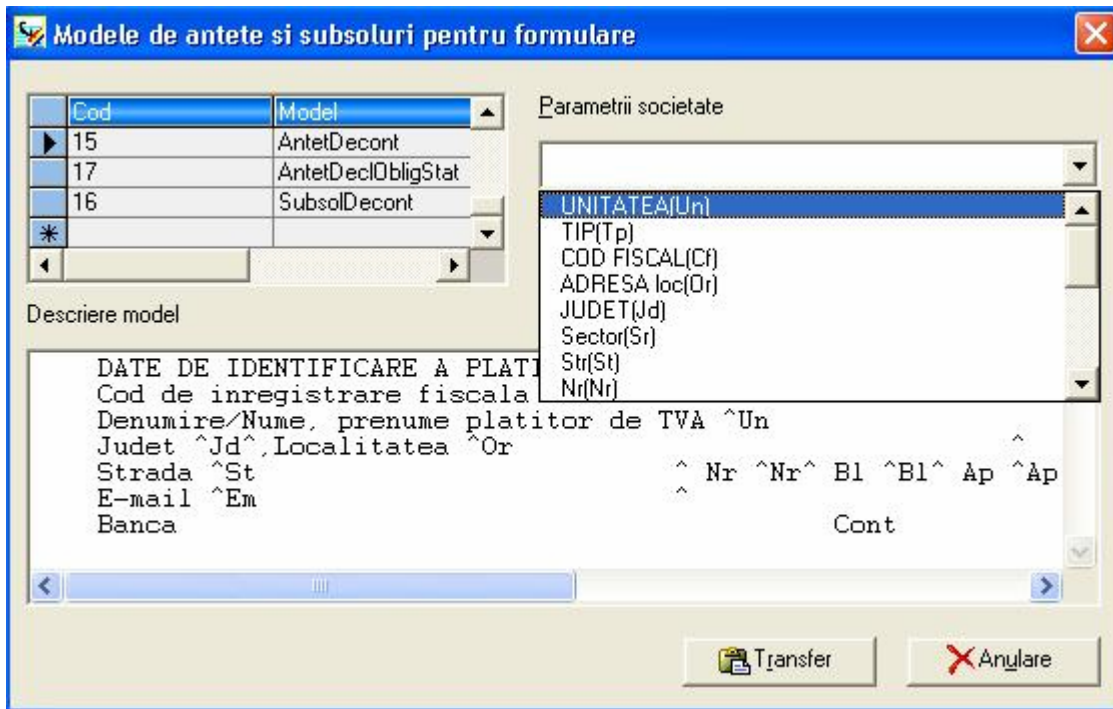 Modele de antete si subsoluri pentru formulare
Cod Model
15 AntetDecont
17 AntetDeclObligStat
16 SubsolDecont
Parametrii societate
UNITATEA(Un)
TIP(Tp)
COD FISCAL(Cf)
ADRESA loc(Or)
JUDET(Jd)
Sector(Sr)
Str(St)
Nr(Nr)
Descriere model
DATE DE IDENTIFICARE A
Cod de inregistrare fiscala
Denumire/Nume, prenume platitor de TVA ^Un
Judet ^Jd^,Localitatea ^Or ^
Strada ^St ^ Nr ^Nr^ Bl ^Bl^ Ap ^Ap
E-mail ^Em ^
Banca Cont
Transfer Anulare